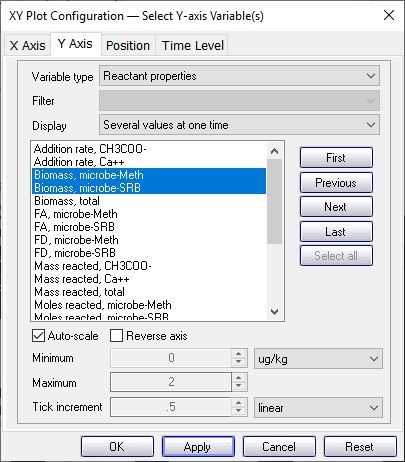 XY Plot Configuration — Select Y-axis Variable(s)
X Axis Y Axis Position Time Level
Variable type Reactant properties
Filter
Display Several values at one time
Addition rate, CH3COO-
Addition rate, Ca++
Biomass, microbe-Meth
Biomass, microbe-SRB
Biomass, total
FA, microbe-Meth
FA, microbe-SRB
FD, microbe-Meth
FD, microbe-SRB
Mass reacted, CH3COO-
Mass reacted, Ca++
Mass reacted, total
Moles reacted, microbe-Meth
Moles reacted, microbe-SRB
First
Previous
Next
Last
Select all
Auto-scale Reverse axis
Minimum 0 ug/kg
Maximum 2
Tick increment .5 linear
OK Apply Cancel Reset